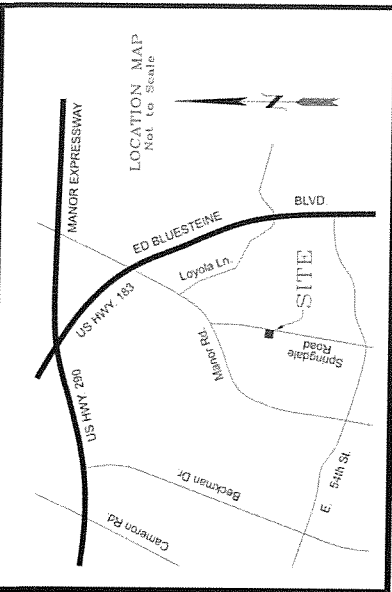 LOCATION MAP
Not to Scale
MANOR EXPRESSWAY
US HWY. 290
US HWY. 183
ED BLUESTEINE
BLVD.
Loyola Ln.
Manor Rd.
SITE
Springdale
Road
Cameron Rd.
Beckman Dr.
E. 54th St.